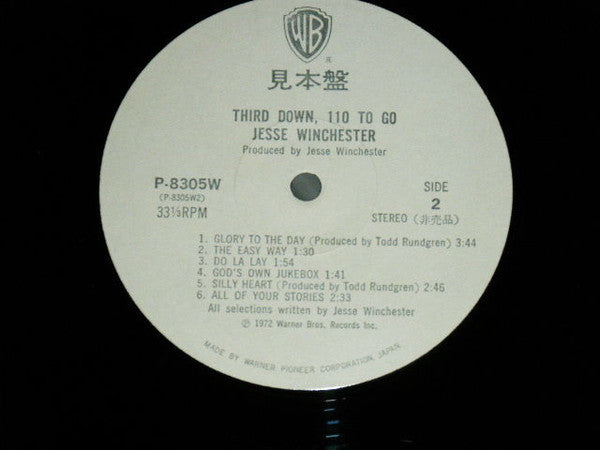 WB
見本盤
THIRD DOWN, 110 TO GO
JESSE WINCHESTER
Produced by Jesse Winchester
P-8305W
(P-8305W2)
33⅓RPM
SIDE
2
STEREO (非売品)
1. GLORY TO THE DAY (Produced by Todd Rundgren) 3:44
2. THE EASY WAY 1:30
3. DO LA LAY 1:54
4. GOD'S OWN JUKEBOX 1:41
5. SILLY HEART (Produced by Todd Rundgren) 2:46
6. ALL OF YOUR STORIES 2:33
All selections written by Jesse Winchester
Ⓟ 1972 Warner Bros. Records Inc.
MADE BY WARNER PIONEER CORPORATION, JAPAN